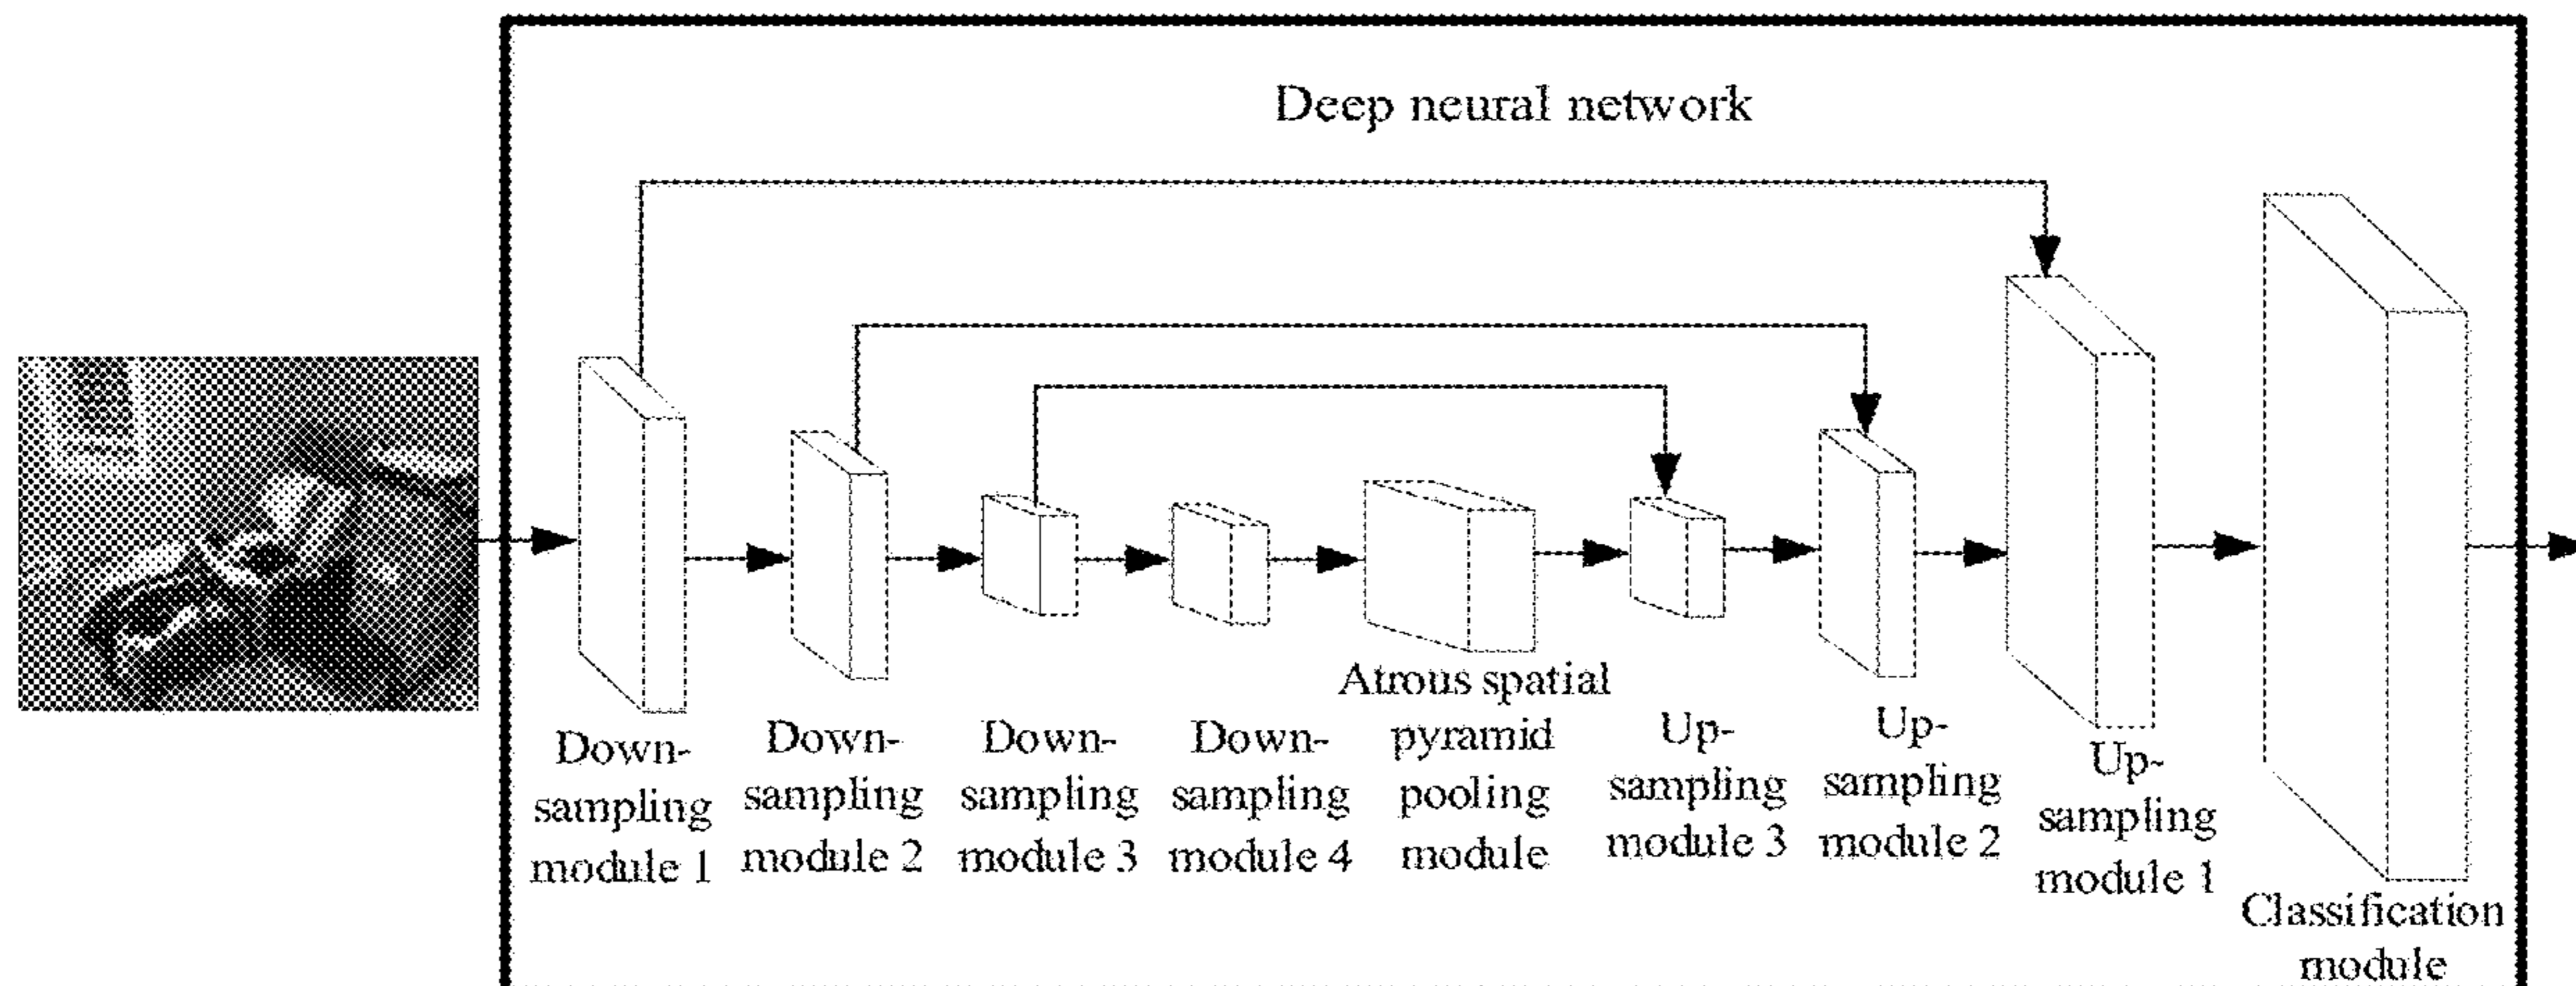 Deep neural network
Down-
sampling
module 1
Down-
sampling
module 2
Down-
sampling
module 3
Down-
sampling
module 4
Atrous spatial
pyramid
pooling
module
Up-
sampling
module 3
Up-
sampling
module 2
Up-
sampling
module 1
Classification
module